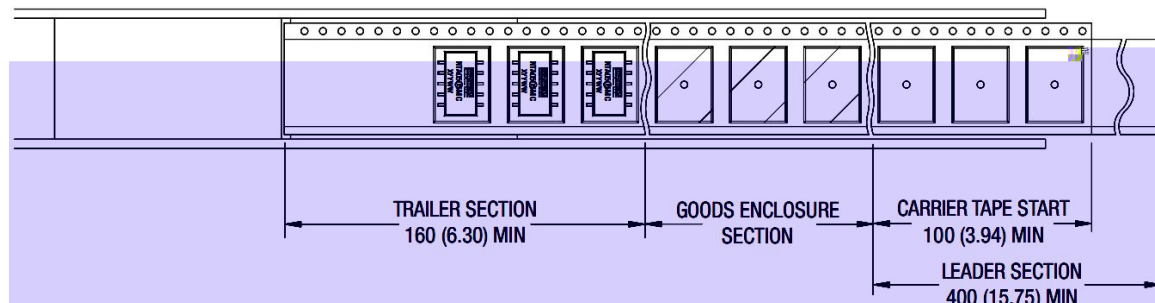 TRAILER SECTION
160 (6.30) MIN
GOODS ENCLOSURE
SECTION
CARRIER TAPE START
100 (3.94) MIN
LEADER SECTION
400 (15.75) MIN